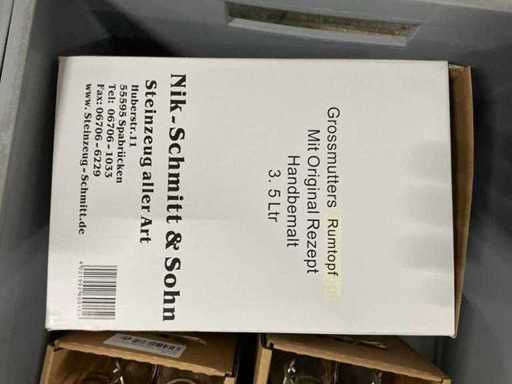 Nik-Schmitt & Sohn
Steinzeug aller Art
Huberstr.11
55595 Spabrücken
Tel: 06706-1033
Fax: 06706-6229
www.Steinzeug-Schmitt.de
Grossmutters Rumtopf
Mit Original Rezept
Handbemalt
3. 5 Ltr